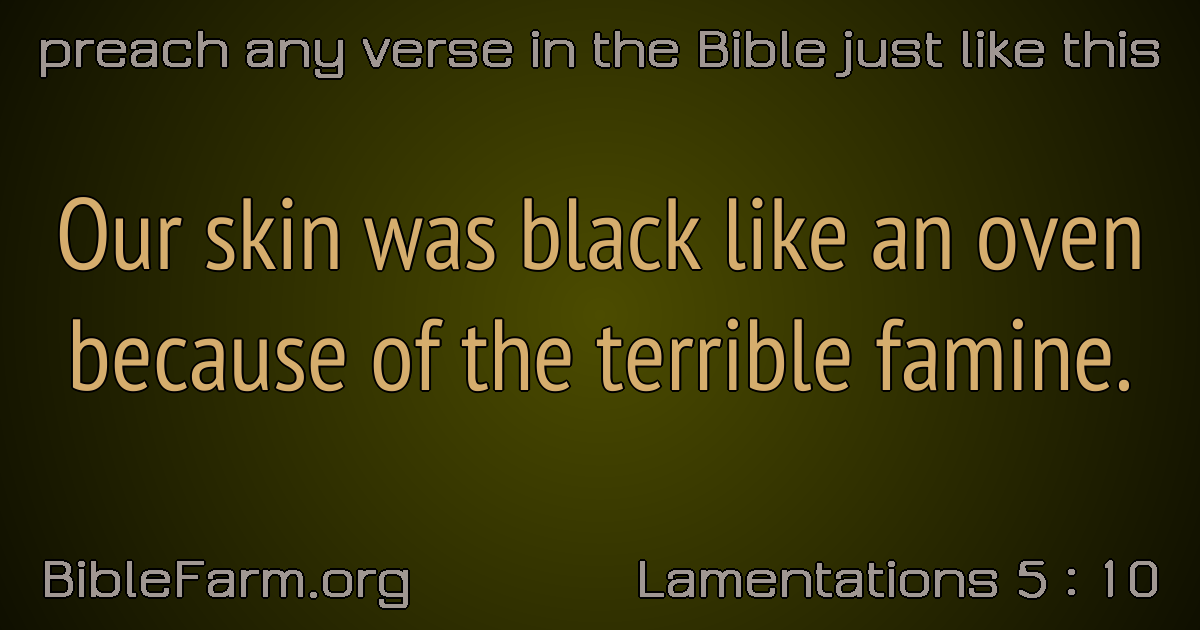 preach any verse in the Bible just like this
Our skin was black like an oven
because of the terrible famine.
BibleFarm.org
Lamentations 5 : 10